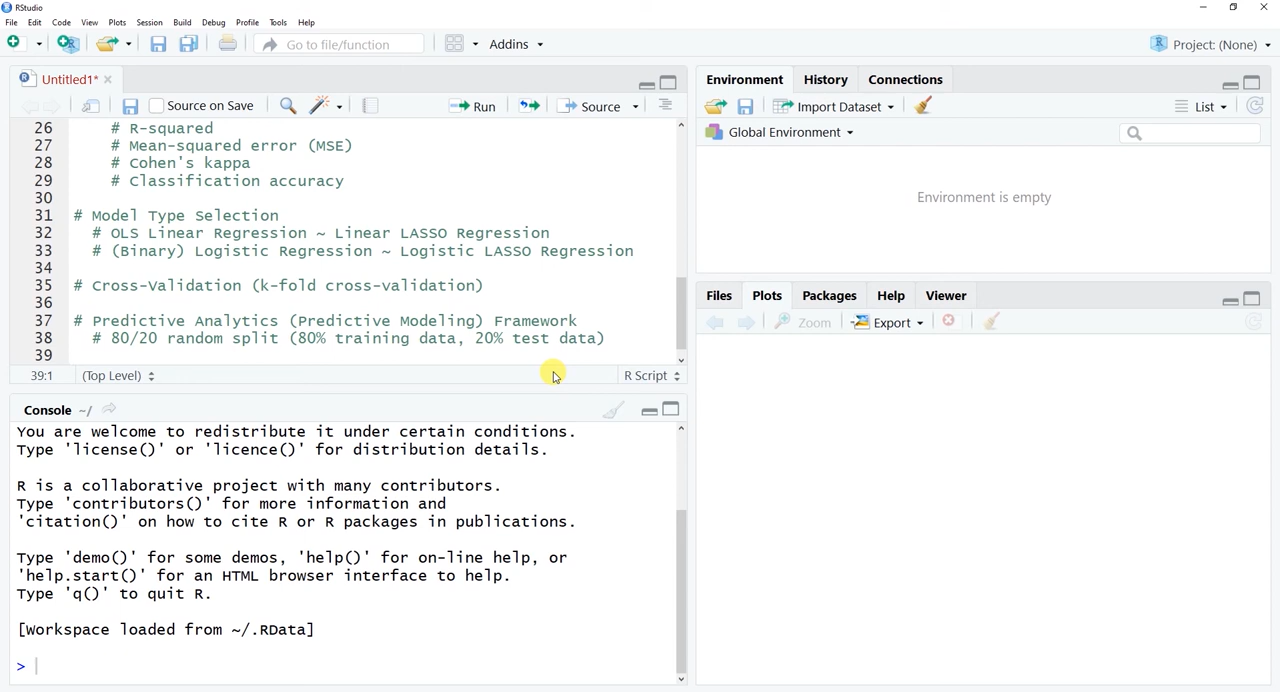 RStudio
File Edit Code View Plots Session Build Debug Profile Tools Help
Go to file/function Addins Project: (None)
Untitled1*
Source on Save Run Source
26 # R-squared
27 # Mean-squared error (MSE)
28 # Cohen's kappa
29 # Classification accuracy
30
31 # Model Type Selection
32 # OLS Linear Regression ~ Linear LASSO Regression
33 # (Binary) Logistic Regression ~ Logistic LASSO Regression
34
35 # Cross-Validation (k-fold cross-validation)
36
37 # Predictive Analytics (Predictive Modeling) Framework
38 # 80/20 random split (80% training data, 20% test data)
39
39:1 (Top Level) R Script
Console ~/
You are welcome to redistribute it under certain conditions.
Type 'license()' or 'licence()' for distribution details.
R is a collaborative project with many contributors.
Type 'contributors()' for more information and
'citation()' on how to cite R or R packages in publications.
Type 'demo()' for some demos, 'help()' for on-line help, or
'help.start()' for an HTML browser interface to help.
Type 'q()' to quit R.
[Workspace loaded from ~/.RData]
>
Environment History Connections
Import Dataset List
Global Environment
Environment is empty
Files Plots Packages Help Viewer
Zoom Export